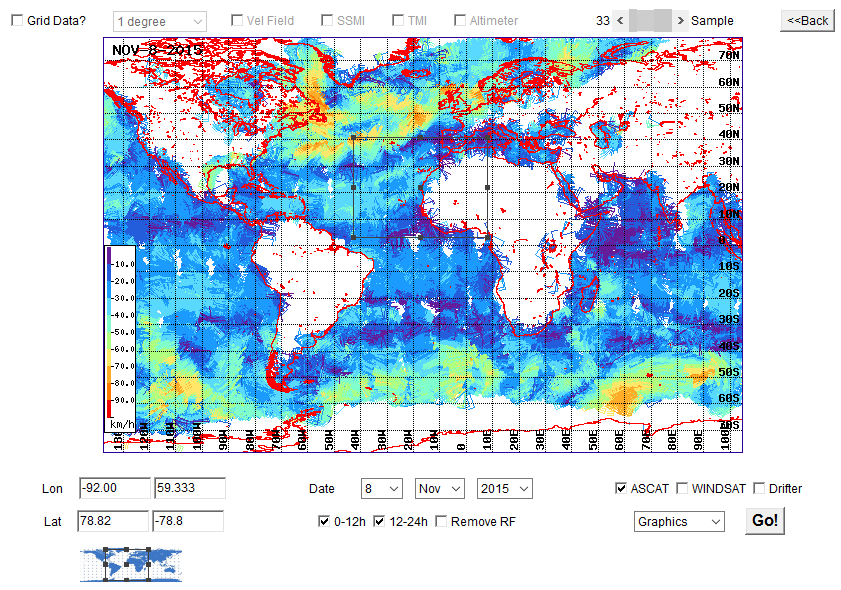 Grid Data? 1 degree Vel Field SSMI TMI Altimeter 33 < > Sample <<Back
NOV 8-2015
70N
60N
50N
40N
30N
20N
10N
0
10S
20S
30S
40S
50S
60S
70S
-10.0
-20.0
-30.0
-40.0
-50.0
-60.0
-70.0
-80.0
-90.0
km/h
120W 110W 100W 90W 80W 70W 60W 50W 40W 30W 20W 10W 0 10E 20E 30E 40E 50E 60E 70E 80E 90E 100E
Lon -92.00 59.333 Date 8 Nov 2015 ASCAT WINDSAT Drifter
Lat 78.82 -78.8 0-12h 12-24h Remove RF Graphics Go!